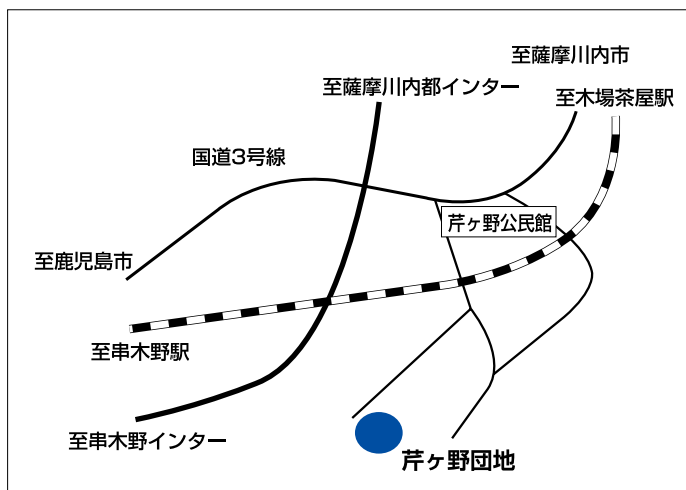 至薩摩川内市
至薩摩川内都インター
至木場茶屋駅
国道3号線
芹ヶ野公民館
至鹿児島市
至串木野駅
至串木野インター
芹ヶ野団地